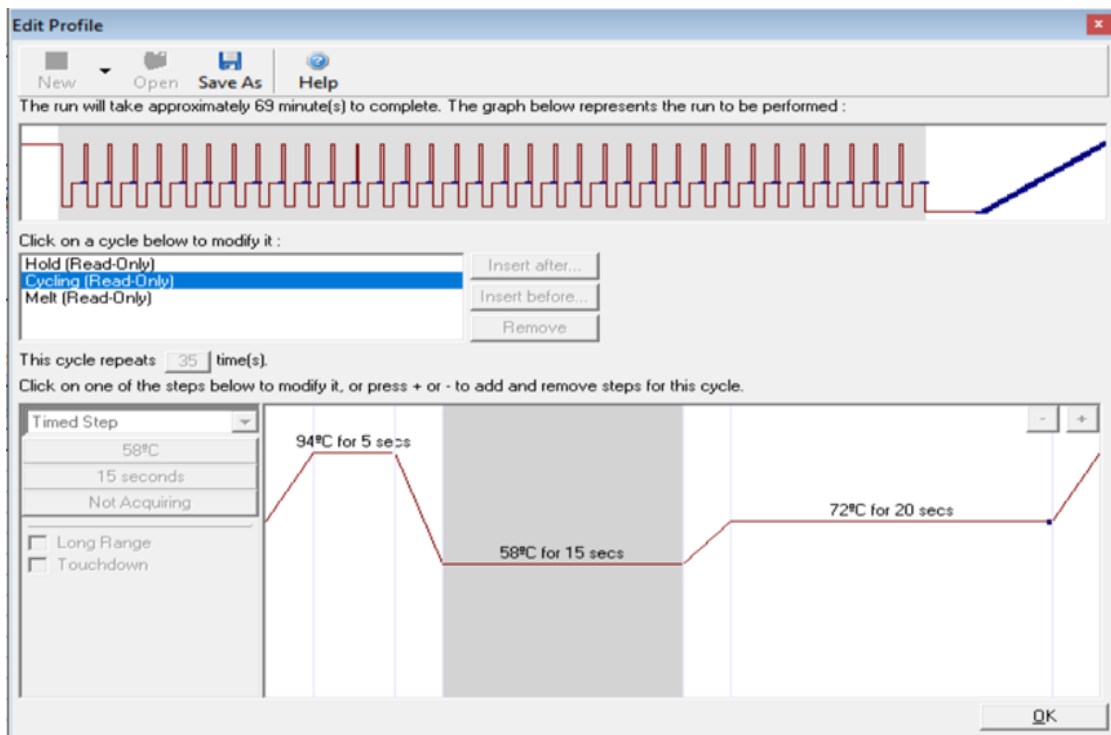 Edit Profile
New Open Save As Help
The run will take approximately 69 minute(s) to complete. The graph below represents the run to be performed :
Click on a cycle below to modify it :
Hold (Read-Only)
Cycling (Read-Only)
Melt (Read-Only)
Insert after...
Insert before...
Remove
This cycle repeats 35 time(s).
Click on one of the steps below to modify it, or press + or - to add and remove steps for this cycle.
Timed Step
58ºC
15 seconds
Not Acquiring
Long Range
Touchdown
94ºC for 5 secs
58ºC for 15 secs
72ºC for 20 secs
- +
OK